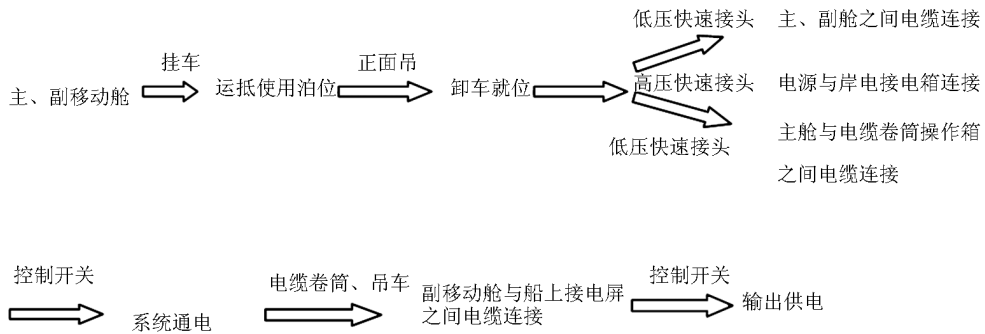 低压快速接头
主、副舱之间电缆连接
挂车
正面吊
主、副移动舱
运抵使用泊位
卸车就位
高压快速接头
电源与岸电接电箱连接
低压快速接头
主舱与电缆卷筒操作箱
之间电缆连接
控制开关
系统通电
电缆卷筒、吊车
副移动舱与船上接电屏
之间电缆连接
控制开关
输出供电